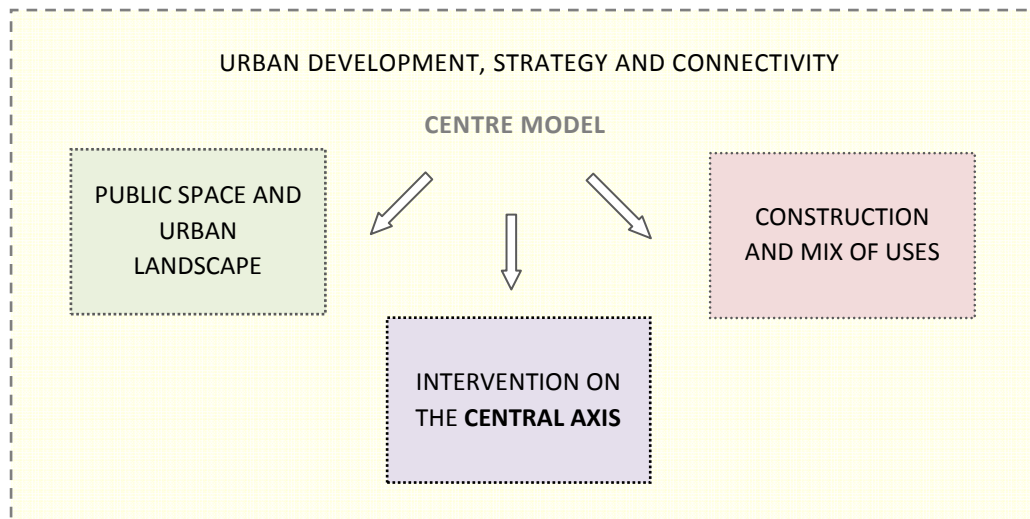 URBAN DEVELOPMENT, STRATEGY AND CONNECTIVITY
CENTRE MODEL
PUBLIC SPACE AND
URBAN
LANDSCAPE
CONSTRUCTION
AND MIX OF USES
INTERVENTION ON
THE CENTRAL AXIS